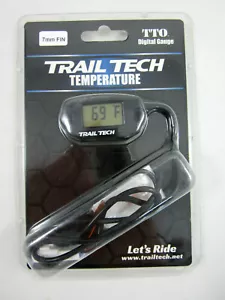 7mm FIN
TTO
Digital Gauge
TRAIL TECH
TEMPERATURE
69 F
TRAIL TECH
Let's Ride
www.trailtech.net